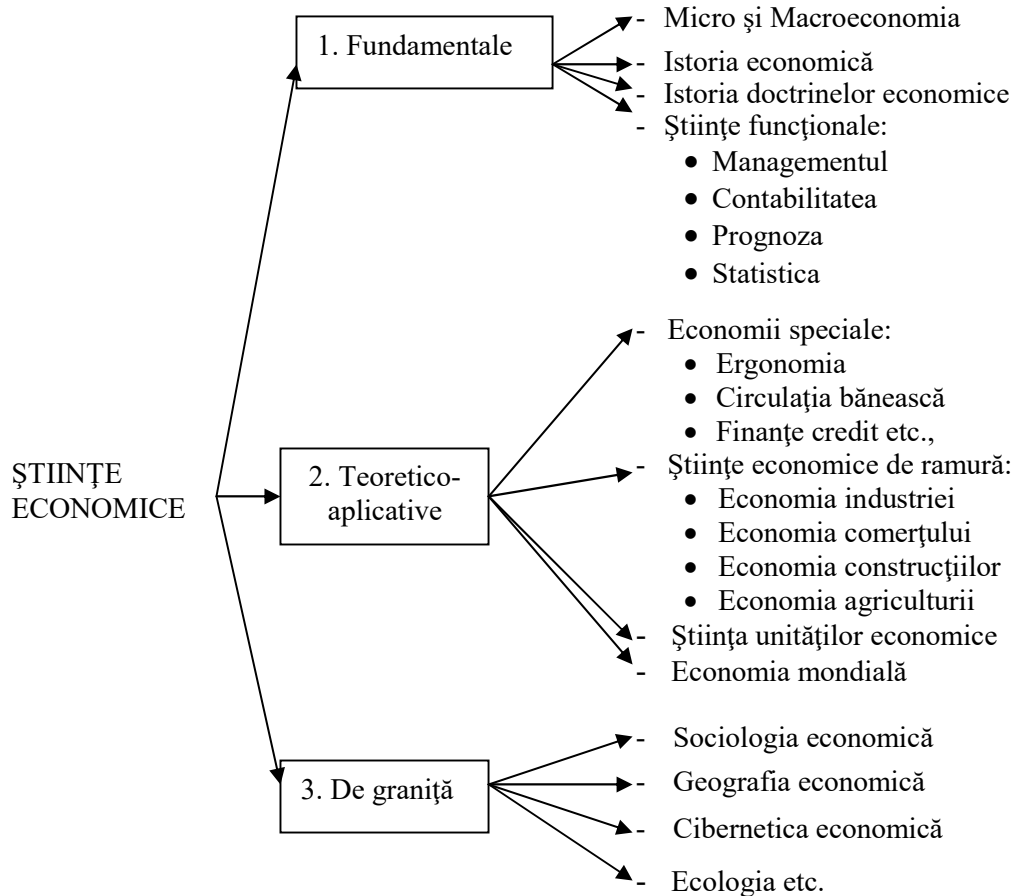 1. Fundamentale
- Micro şi Macroeconomia
- Istoria economică
- Istoria doctrinelor economice
- Ştiinţe funcţionale:
• Managementul
• Contabilitatea
• Prognoza
• Statistica
ŞTIINŢE
ECONOMICE
2. Teoretico-
aplicative
- Economii speciale:
• Ergonomia
• Circulaţia bănească
• Finanţe credit etc.,
- Ştiinţe economice de ramură:
• Economia industriei
• Economia comerţului
• Economia construcţiilor
• Economia agriculturii
- Ştiinţa unităţilor economice
- Economia mondială
3. De graniţă
- Sociologia economică
- Geografia economică
- Cibernetica economică
- Ecologia etc.